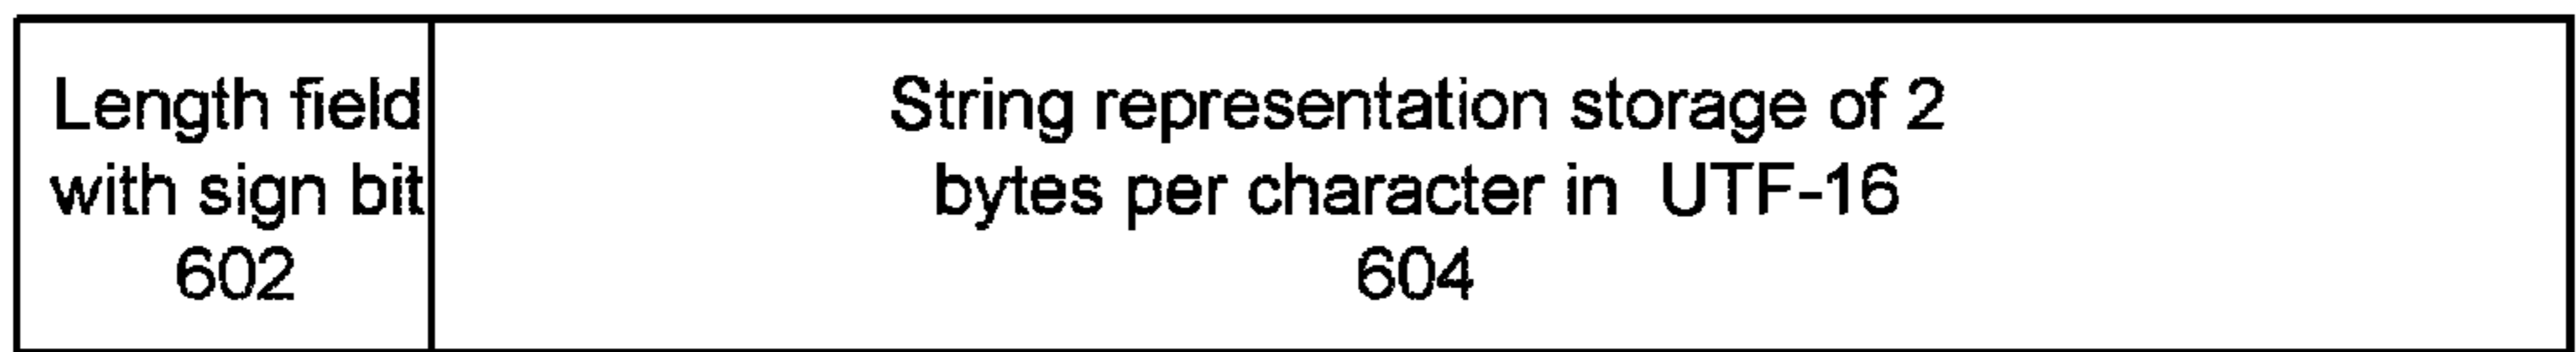 Length field
with sign bit
602
String representation storage of 2
bytes per character in UTF-16
604